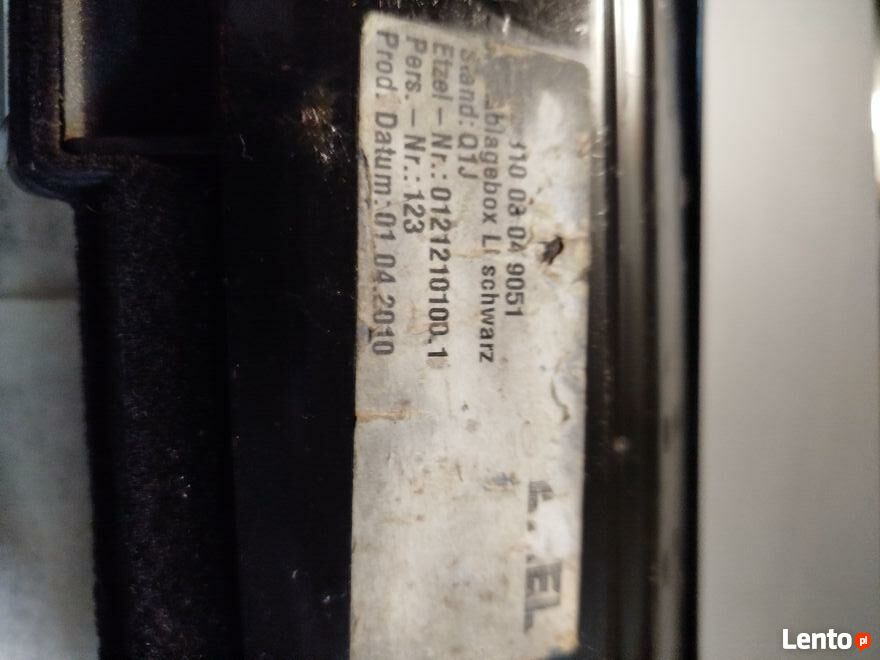 10 03 04 9051
blagebox LI schwarz
Stand: Q1J
Etzel - Nr.: 0121210100.1
Pers. - Nr.: 123
Prod. Datum: 01.04.2010
Lento.pl